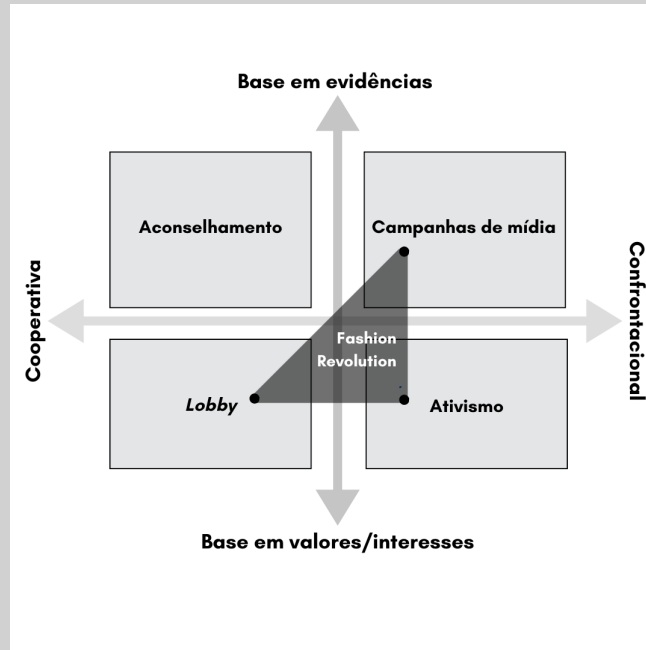 Base em evidências
Aconselhamento
Campanhas de mídia
Cooperativa
Confrontacional
Fashion
Revolution
Lobby
Ativismo
Base em valores/interesses